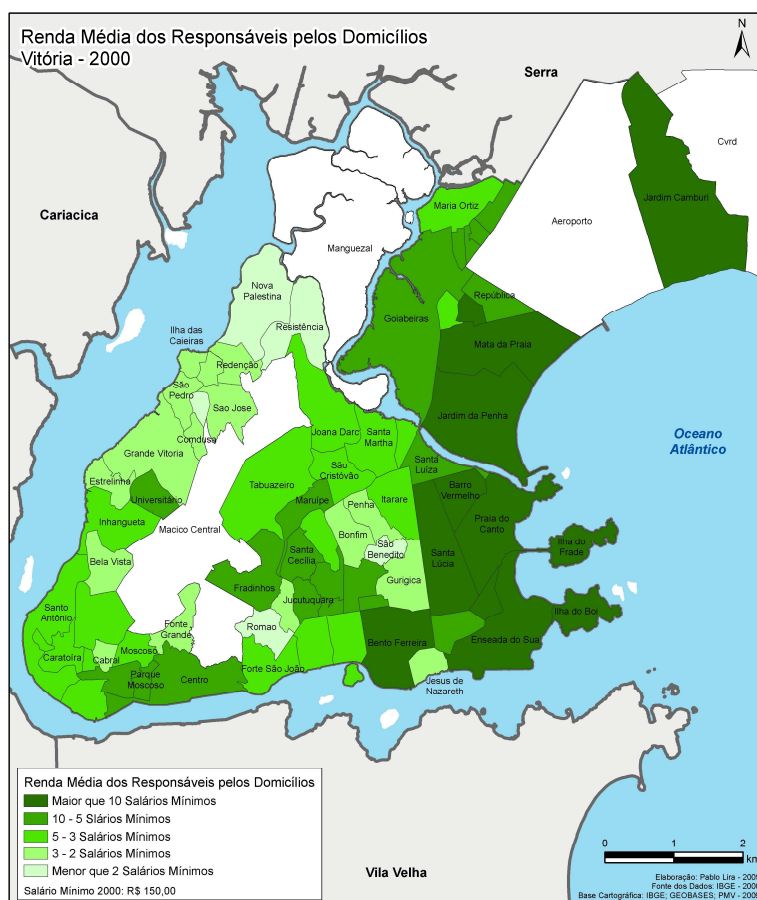 Renda Média dos Responsáveis pelos Domicílios
Vitória - 2000
N
Serra
Cvrd
Maria Ortiz
Jardim Camburi
Cariacica
Aeroporto
Manguezal
Nova
Palestina
República
Goiabeiras
Resistência
Ilha das
Caieiras
Mata da Praia
Redenção
São
Pedro
Sao Jose
Jardim da Penha
Joana Darc
Santa
Martha
Oceano
Atlântico
Comdusa
Grande Vitoria
Santa
Luíza
São
Cristóvão
Estrelinha
Tabuazeiro
Barro
Vermelho
Universitário
Maruípe
Penha
Itarare
Praia do
Canto
Inhangueta
Macico Central
Bonfim
São
Benedito
Ilha do
Frade
Santa
Cecília
Santa
Lúcia
Bela Vista
Gurigica
Fradinhos
Jucutuquara
Santo
Antônio
Fonte
Grande
Romao
Ilha do Boi
Bento Ferreira
Enseada do Sua
Moscoso
Caratoíra
Cabral
Forte São João
Parque
Moscoso
Centro
Jesus de
Nazareth
Renda Média dos Responsáveis pelos Domicílios
Maior que 10 Salários Mínimos
10 - 5 Slários Mínimos
5 - 3 Salários Mínimos
3 - 2 Salários Mínimos
Menor que 2 Salários Mínimos
Salário Mínimo 2000: R$ 150,00
Vila Velha
0 1 2
km
Elaboração: Pablo Lira - 2009
Fonte dos Dados: IBGE - 2000
Base Cartográfica: IBGE; GEOBASES; PMV - 2009